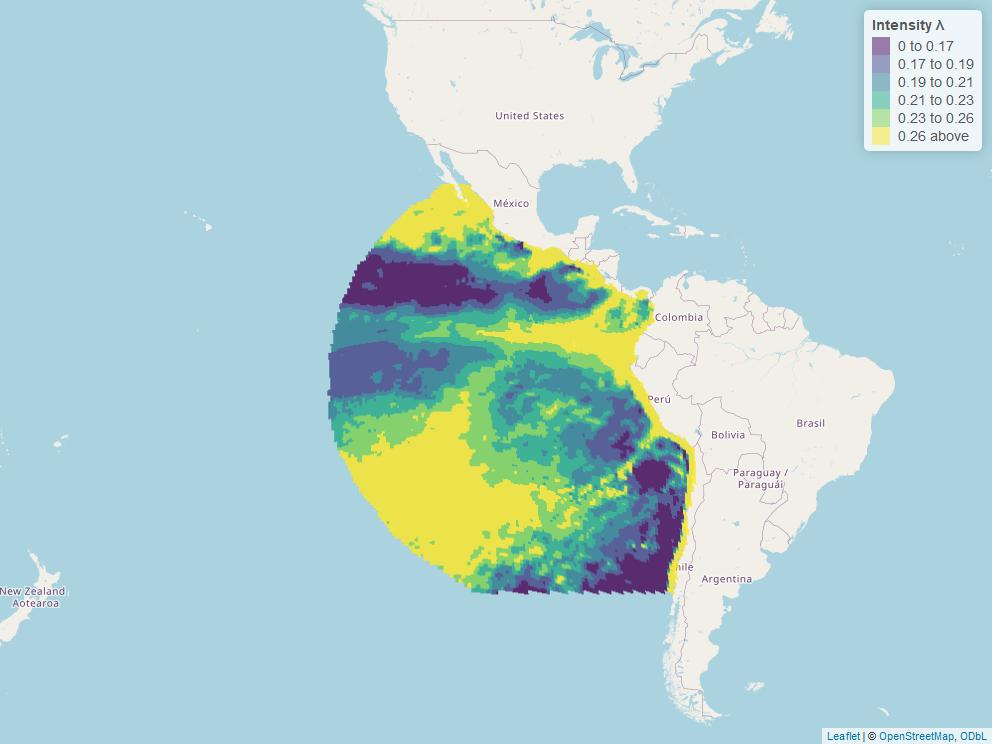 Intensity λ
0 to 0.17
0.17 to 0.19
0.19 to 0.21
0.21 to 0.23
0.23 to 0.26
0.26 above
United States
México
Colombia
Perú
Brasil
Bolivia
Paraguay /
Paraguái
hile
Argentina
New Zealand
Aotearoa
Leaflet | © OpenStreetMap, ODbL